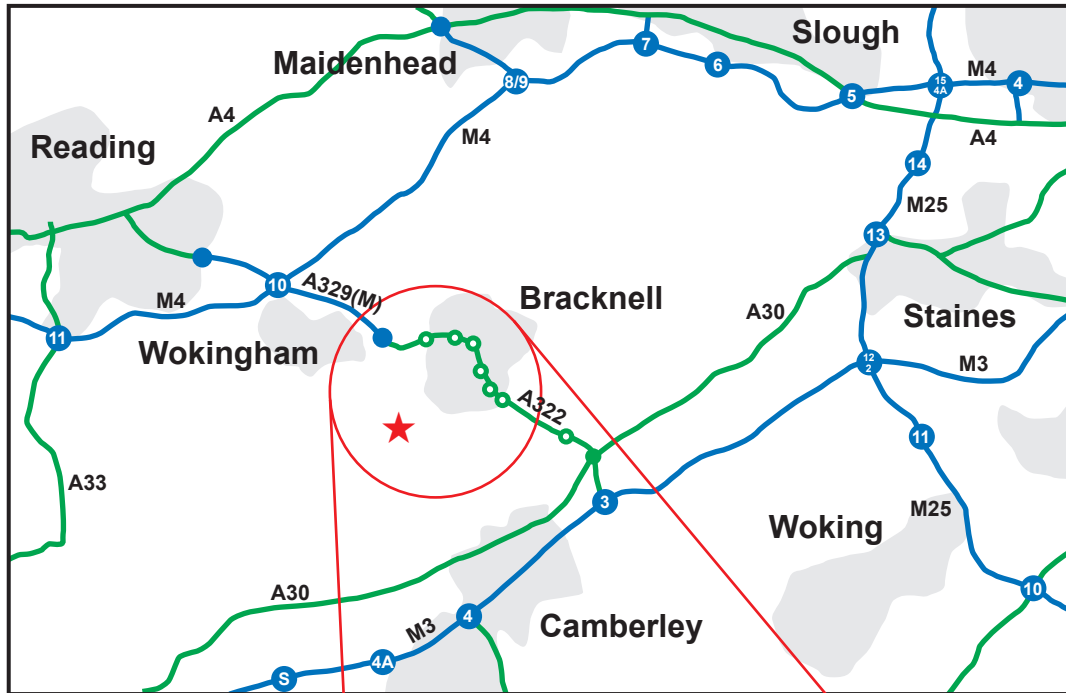 Slough
Maidenhead
7
6
8/9
5
15
4A
M4
4
A4
A4
M4
Reading
14
M25
13
10
A329(M)
M4
11
Bracknell
A30
Staines
Wokingham
12
2
M3
A322
11
A33
3
M25
Woking
10
A30
4
Camberley
M3
4A
S